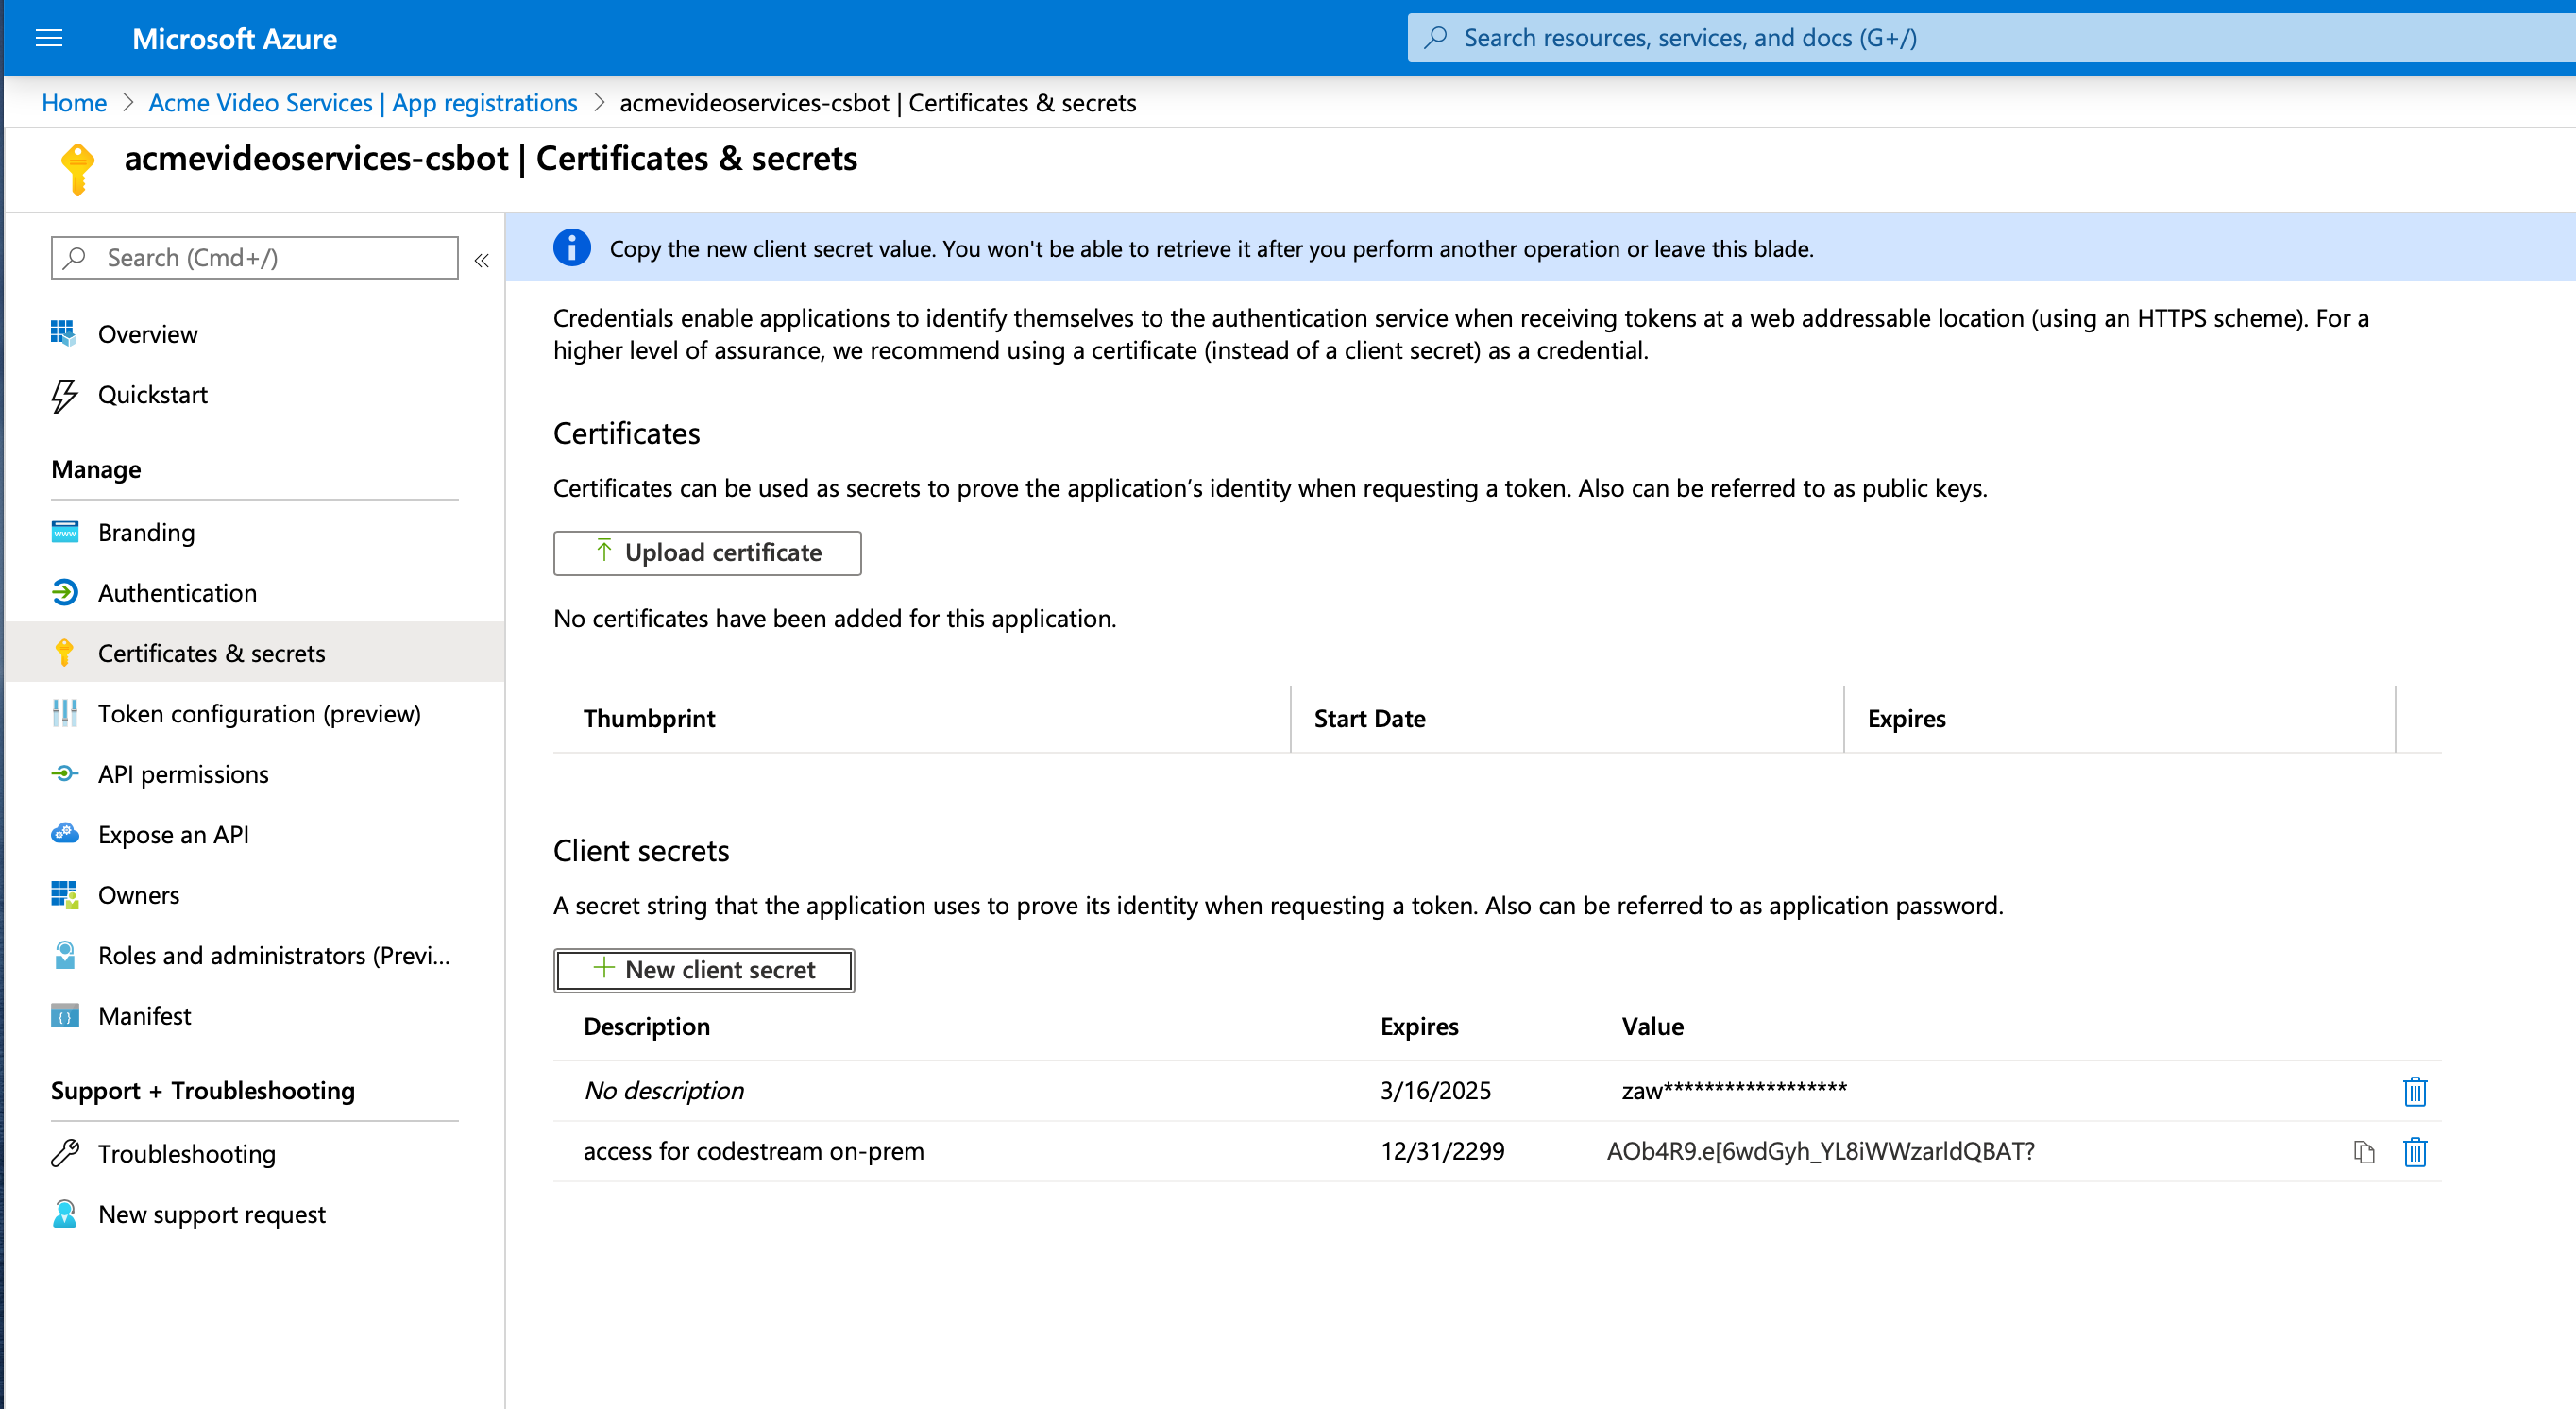 Microsoft Azure
Search resources, services, and docs (G+/)
Home > Acme Video Services | App registrations > acmevideoservices-csbot | Certificates & secrets
acmevideoservices-csbot | Certificates & secrets
Search (Cmd+/)
«
Overview
Quickstart
Manage
Branding
Authentication
Certificates & secrets
Token configuration (preview)
API permissions
Expose an API
Owners
Roles and administrators (Previ...
Manifest
Support + Troubleshooting
Troubleshooting
New support request
Copy the new client secret value. You won't be able to retrieve it after you perform another operation or leave this blade.
Credentials enable applications to identify themselves to the authentication service when receiving tokens at a web addressable location (using an HTTPS scheme). For a
higher level of assurance, we recommend using a certificate (instead of a client secret) as a credential.
Certificates
Certificates can be used as secrets to prove the application’s identity when requesting a token. Also can be referred to as public keys.
Upload certificate
No certificates have been added for this application.
Thumbprint Start Date Expires
Client secrets
A secret string that the application uses to prove its identity when requesting a token. Also can be referred to as application password.
New client secret
Description Expires Value
No description 3/16/2025 zaw******************
access for codestream on-prem 12/31/2299 AOb4R9.e[6wdGyh_YL8iWWzarldQBAT?